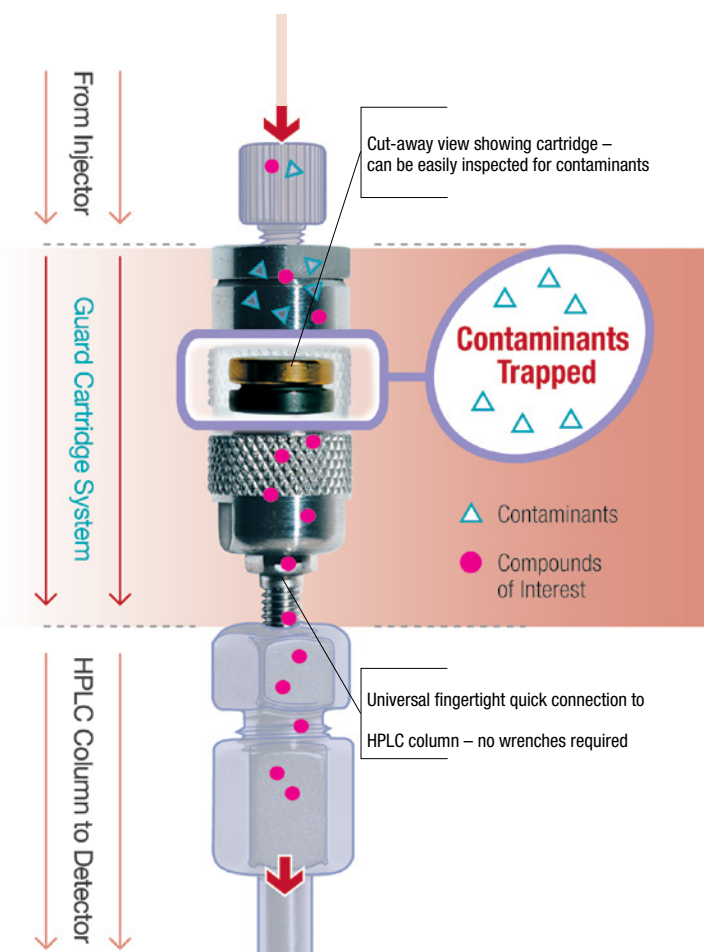 From Injector
Cut-away view showing cartridge –
can be easily inspected for contaminants
Guard Cartridge System
Contaminants
Trapped
Contaminants
Compounds
of Interest
HPLC Column to Detector
Universal fingertight quick connection to
HPLC column – no wrenches required